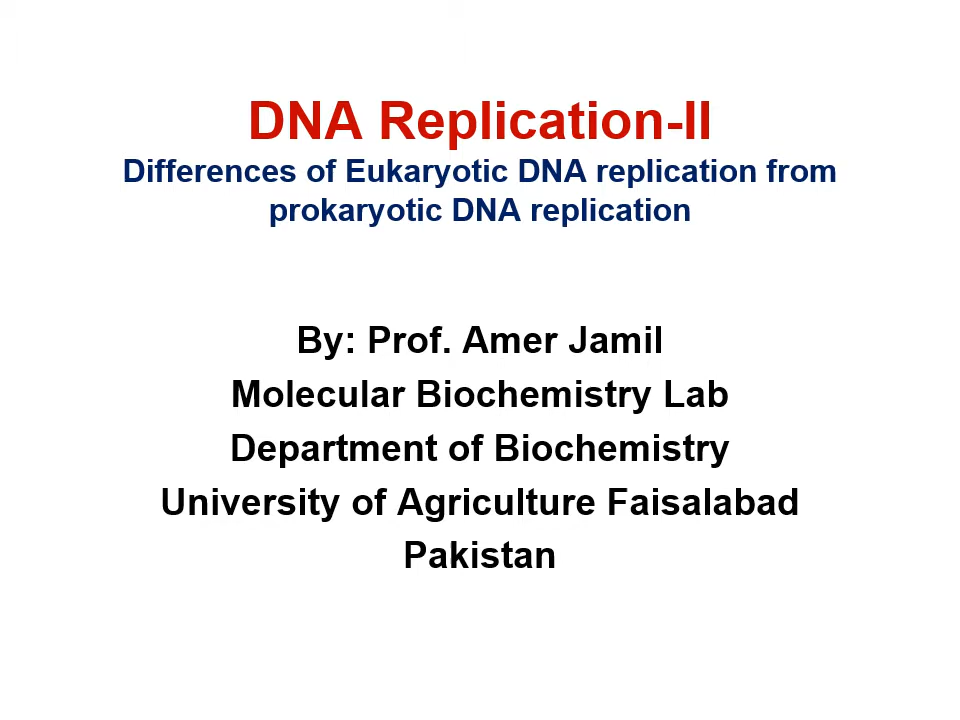 DNA Replication-II
Differences of Eukaryotic DNA replication from
prokaryotic DNA replication
By: Prof. Amer Jamil
Molecular Biochemistry Lab
Department of Biochemistry
University of Agriculture Faisalabad
Pakistan